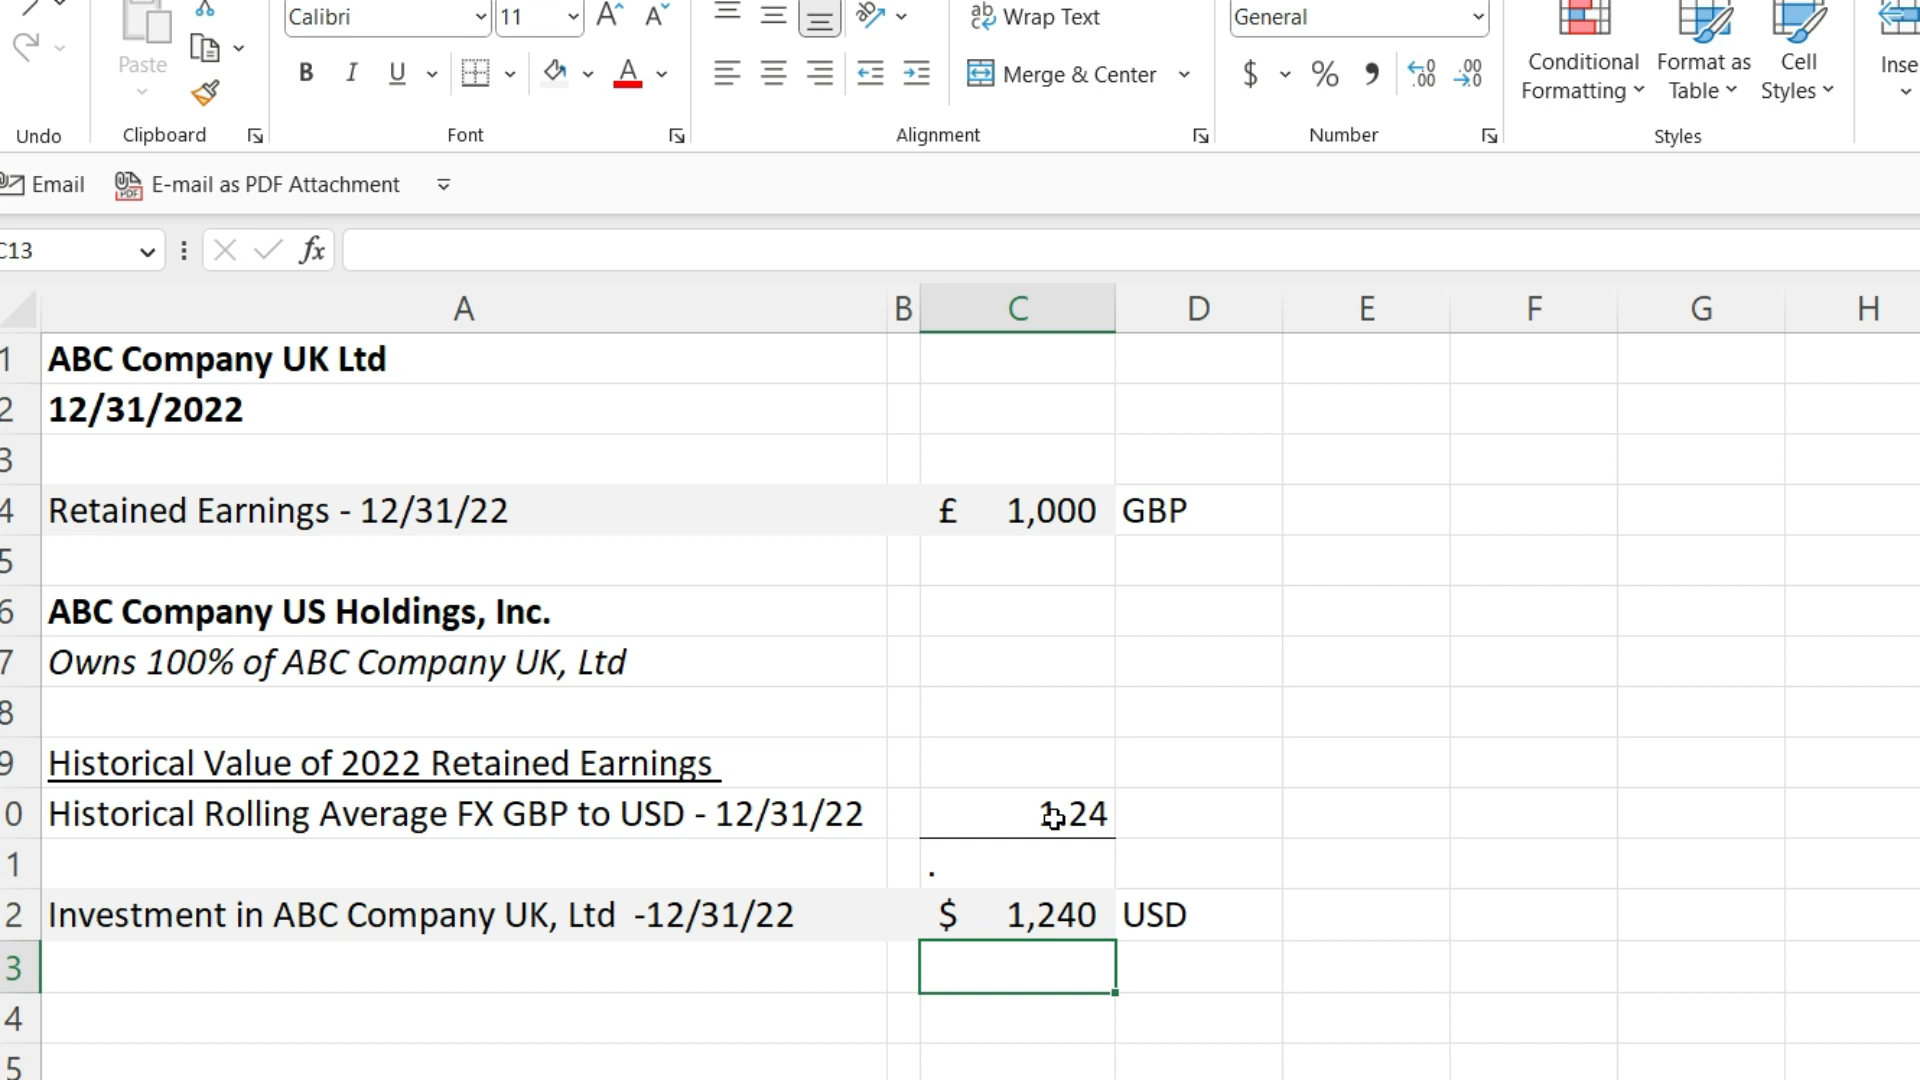 Calibri 11 Wrap Text General
Paste B I U Merge & Center $ % Conditional Formatting Format as Table Cell Styles
Undo Clipboard Font Alignment Number Styles
Email E-mail as PDF Attachment
C13 fx
A B C D E F G H
1 ABC Company UK Ltd
2 12/31/2022
3
4 Retained Earnings - 12/31/22 £ 1,000 GBP
5
6 ABC Company US Holdings, Inc.
7 Owns 100% of ABC Company UK, Ltd
8
9 Historical Value of 2022 Retained Earnings
0 Historical Rolling Average FX GBP to USD - 12/31/22 1.24
1 .
2 Investment in ABC Company UK, Ltd -12/31/22 $ 1,240 USD
3
4
5